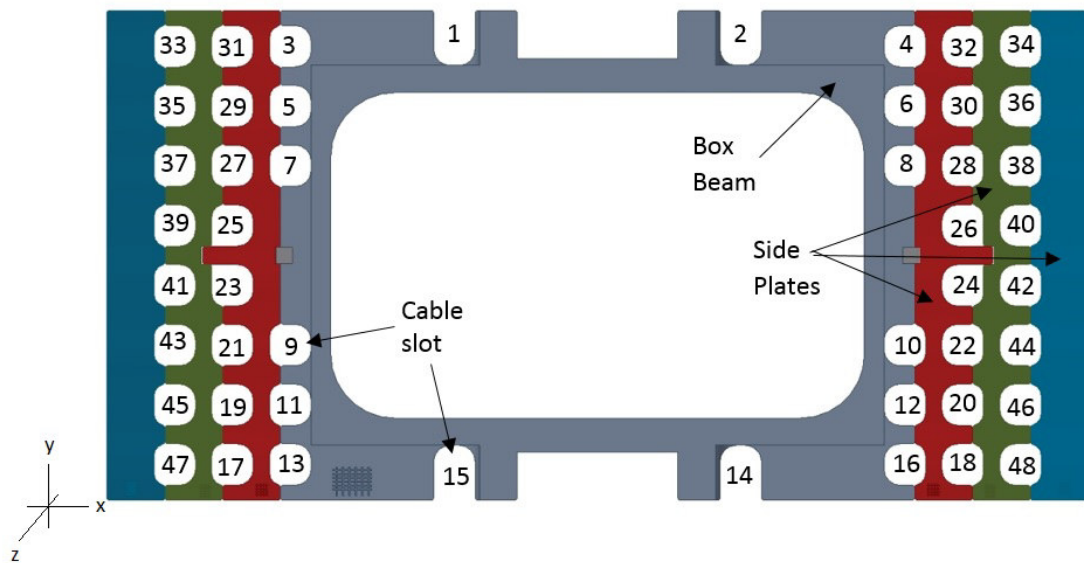 33 31 3 1 2 4 32 34
35 29 5 6 30 36
Box
Beam
37 27 7 8 28 38
39 25 26 40
Side
Plates
41 23 24 42
Cable
slot
43 21 9 10 22 44
45 19 11 12 20 46
47 17 13 15 14 16 18 48
y
x
z